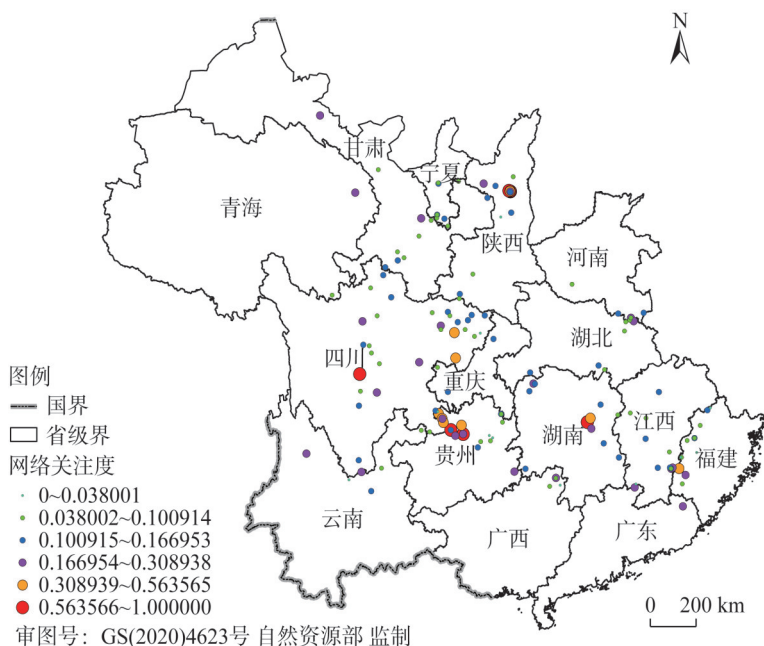 N
甘肃
宁夏
青海
陕西
河南
湖北
四川
重庆
湖南
江西
福建
贵州
云南
广西
广东
图例
国界
省级界
网络关注度
0~0.038001
0.038002~0.100914
0.100915~0.166953
0.166954~0.308938
0.308939~0.563565
0.563566~1.000000
0 200 km
审图号：GS(2020)4623号 自然资源部 监制